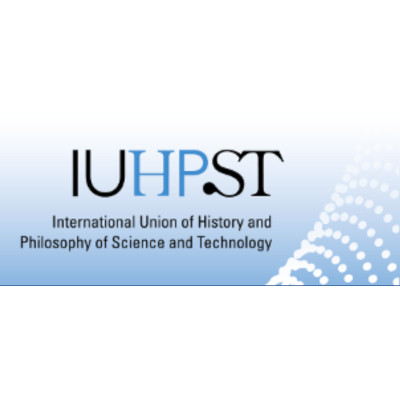 IUHPST
International Union of History and
Philosophy of Science and Technology